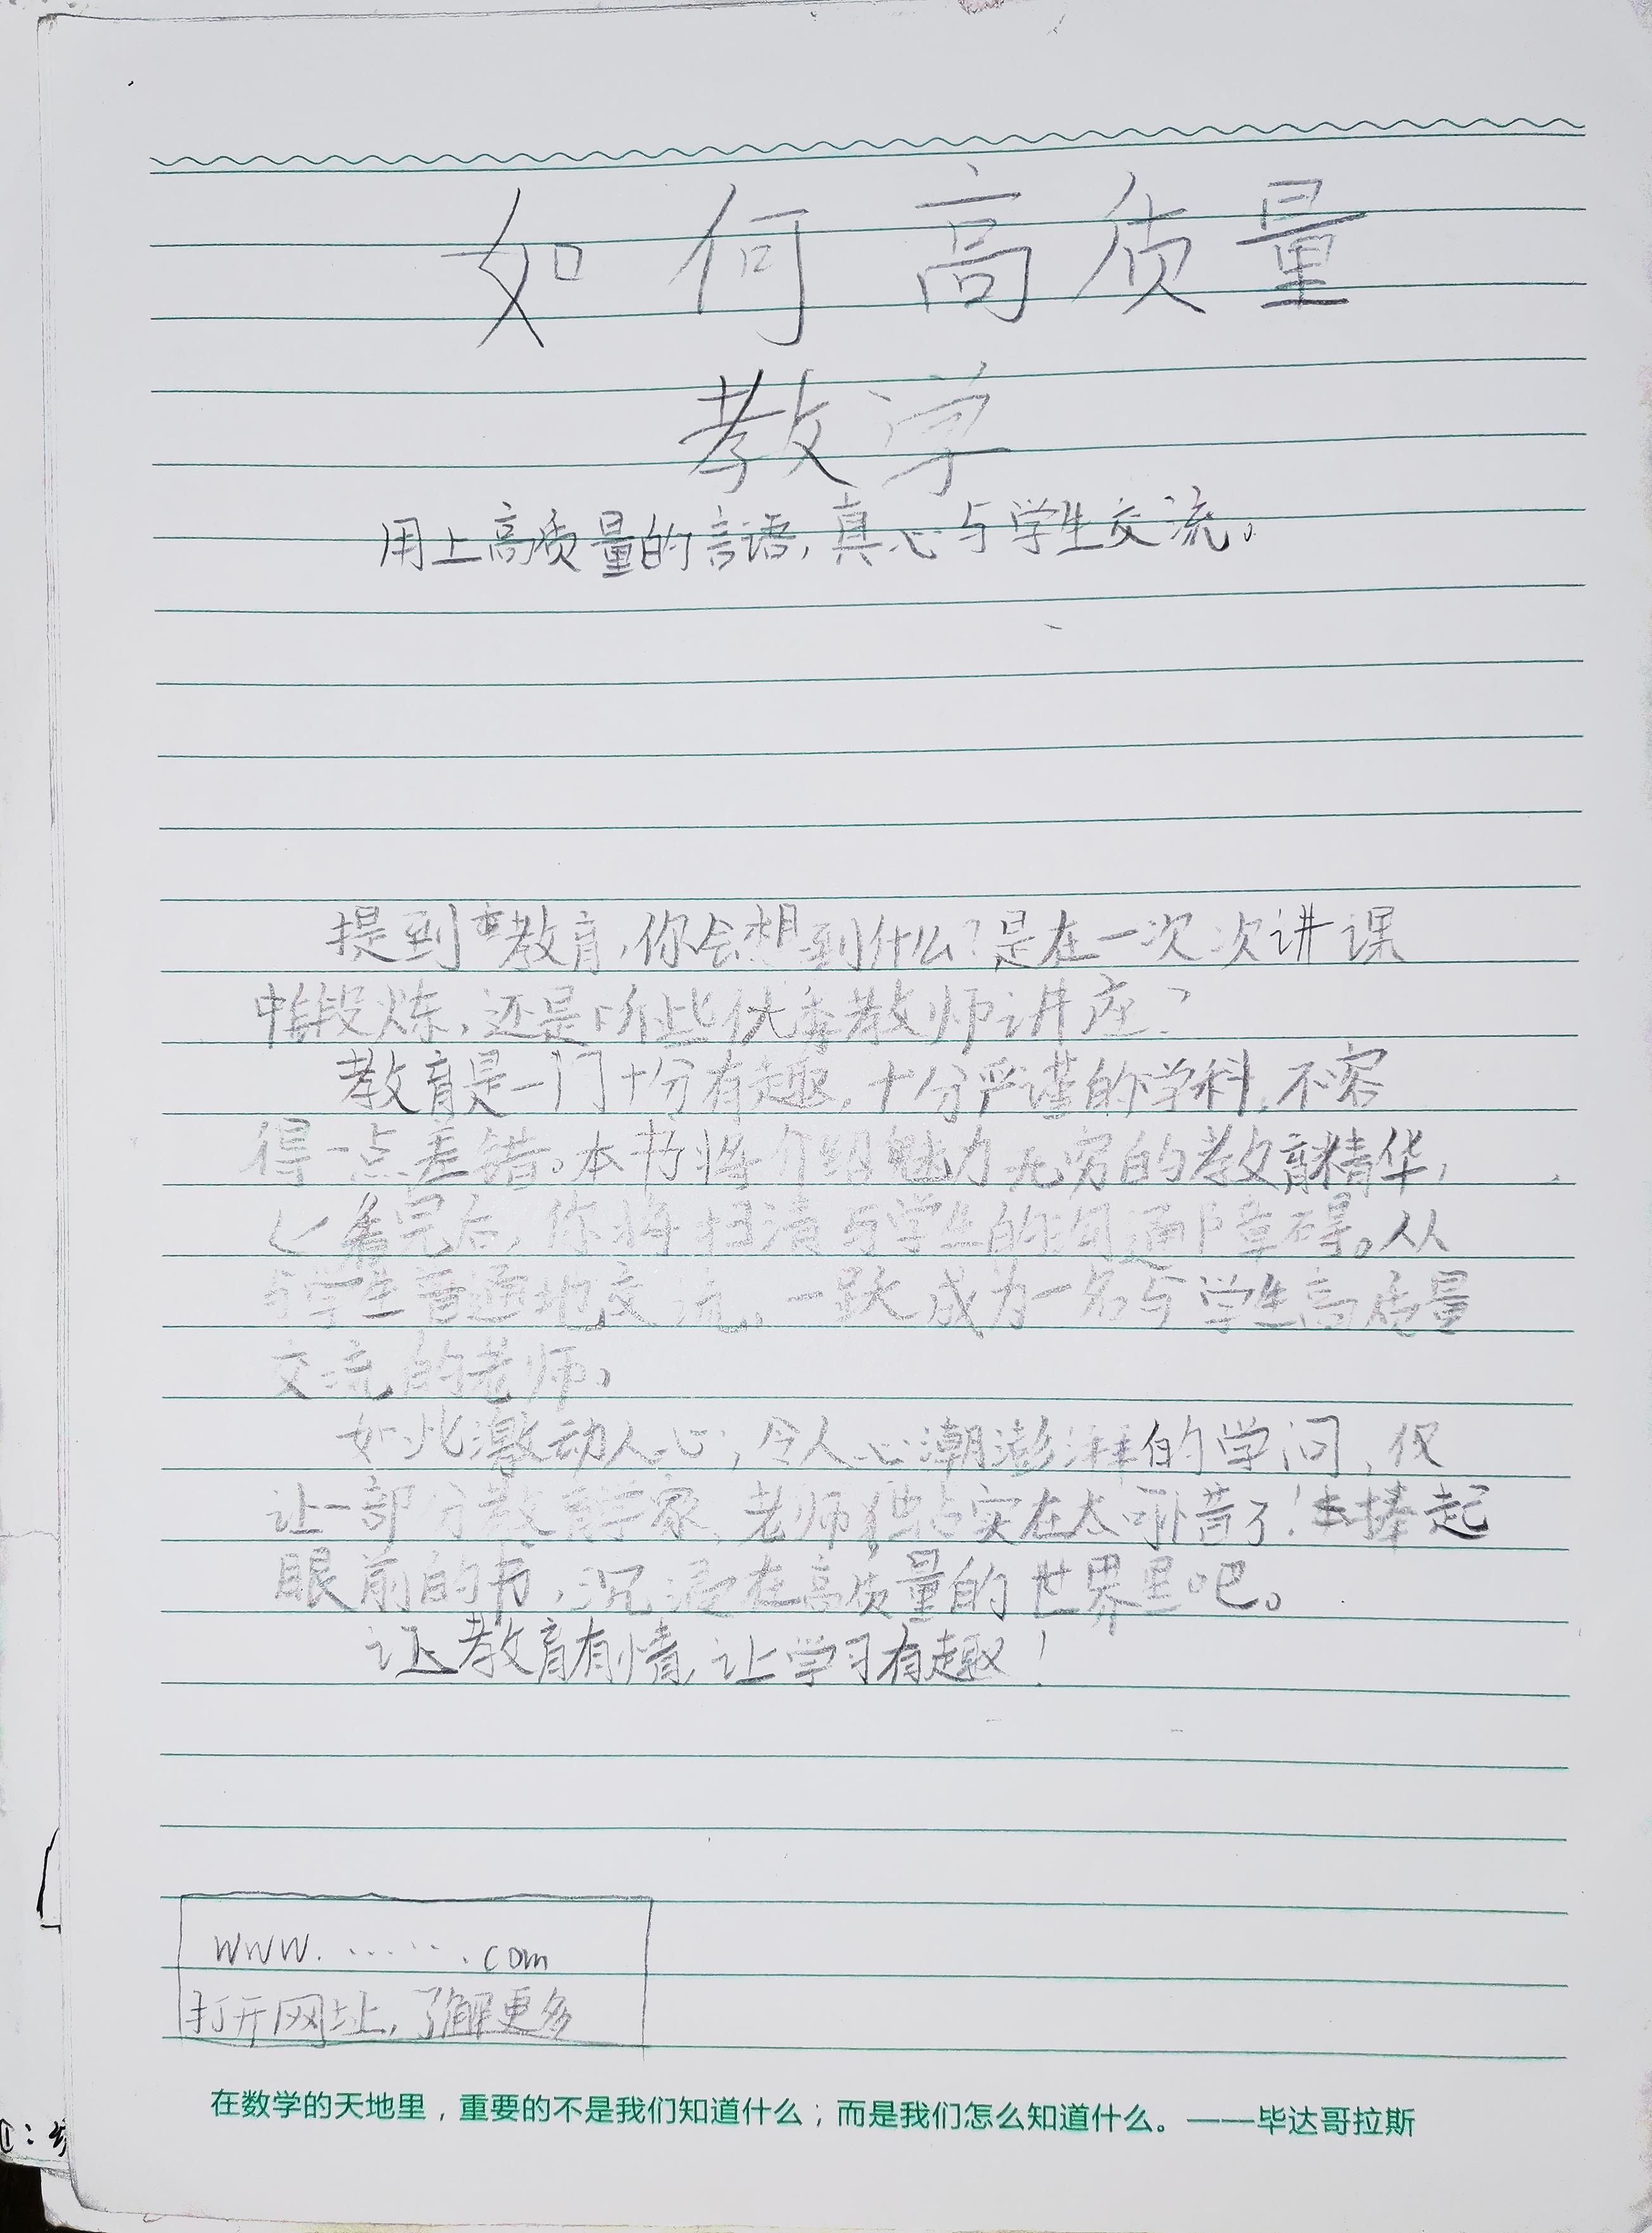 如何高质量
教学
用上高质量的言语，真心与学生交流。
提到教育，你会想到什么？是在一次次讲课
中锻炼，还是听些优秀教师讲座？
教育是一门十分有趣，十分严谨的学科，不容
得一点差错。本书将介绍魅力无穷的教育精华，
看完后，你将扫清与学生的沟通障碍。从
与学生普通地交流，一跃成为一名与学生高质量
交流的老师。
如此激动人心，令人心潮澎湃的学问，仅
让一部分教育学家、老师独占实在太可惜了！捧起
眼前的书，沉浸在高质量的世界里吧。
让教育有情，让学习有趣！
www.······.com
打开网址，了解更多
在数学的天地里，重要的不是我们知道什么；而是我们怎么知道什么。——毕达哥拉斯